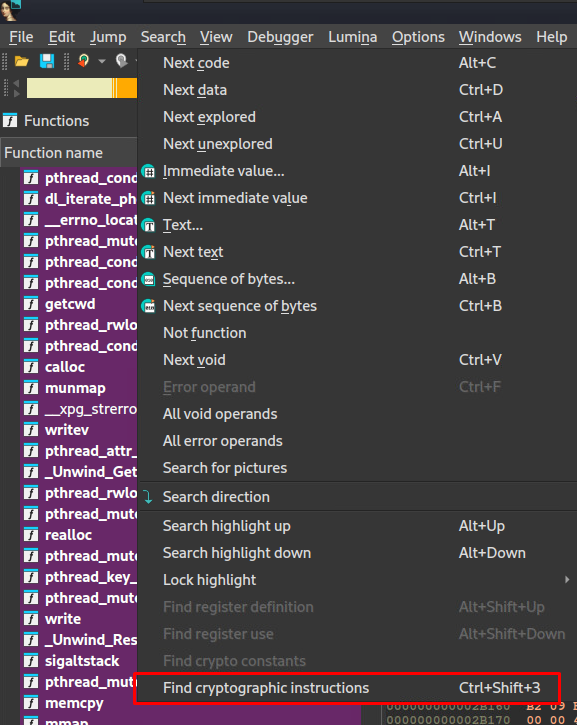 File Edit Jump Search View Debugger Lumina Options Windows Help
Functions
Function name
pthread_cond
dl_iterate_ph
__errno_locat
pthread_mute
pthread_cond
pthread_cond
getcwd
pthread_rwlo
pthread_cond
calloc
munmap
__xpg_strerro
writev
pthread_attr_
_Unwind_Get
pthread_rwlo
pthread_mute
realloc
pthread_mute
pthread_key_
pthread_mute
write
_Unwind_Res
sigaltstack
pthread_mute
memcpy
mmap
Next code Alt+C
Next data Ctrl+D
Next explored Ctrl+A
Next unexplored Ctrl+U
Immediate value... Alt+I
Next immediate value Ctrl+I
Text... Alt+T
Next text Ctrl+T
Sequence of bytes... Alt+B
Next sequence of bytes Ctrl+B
Not function
Next void Ctrl+V
Error operand Ctrl+F
All void operands
All error operands
Search for pictures
Search direction
Search highlight up Alt+Up
Search highlight down Alt+Down
Lock highlight
Find register definition Alt+Shift+Up
Find register use Alt+Shift+Down
Find crypto constants
Find cryptographic instructions Ctrl+Shift+3
000000000002B160 B2 09
000000000002B170 00 00